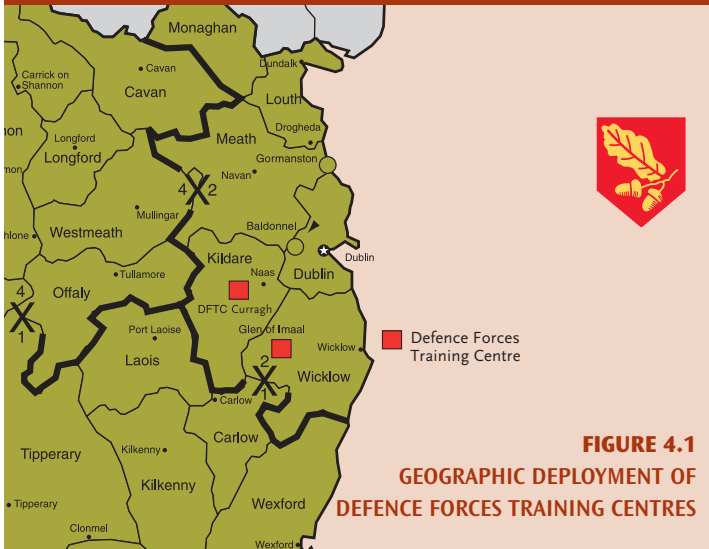 Monaghan
Cavan
Dundalk
Carrick on
Shannon
Cavan
Louth
Drogheda
Longford
Meath
Longford
Gormanston
Navan
4 2
Mullingar
Baldonnel
Westmeath
Kildare
Dublin
Tullamore
Naas
Dublin
4
Offaly
DFTC Curragh
1
Port Laoise
Glen of Imaal
Defence Forces
Training Centre
Laois
Wicklow
2
Wicklow
1
Carlow
Carlow
Tipperary
Kilkenny
Kilkenny
FIGURE 4.1
GEOGRAPHIC DEPLOYMENT OF
DEFENCE FORCES TRAINING CENTRES
Tipperary
Wexford
Clonmel
Wexford